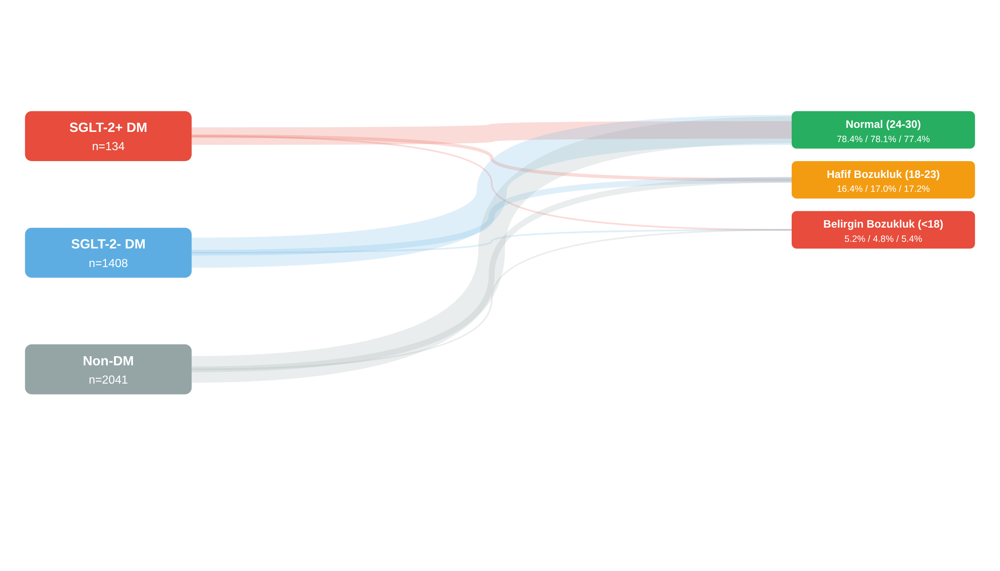 SGLT-2+ DM
n=134
SGLT-2- DM
n=1408
Non-DM
n=2041
Normal (24-30)
78.4% / 78.1% / 77.4%
Hafif Bozukluk (18-23)
16.4% / 17.0% / 17.2%
Belirgin Bozukluk (<18)
5.2% / 4.8% / 5.4%